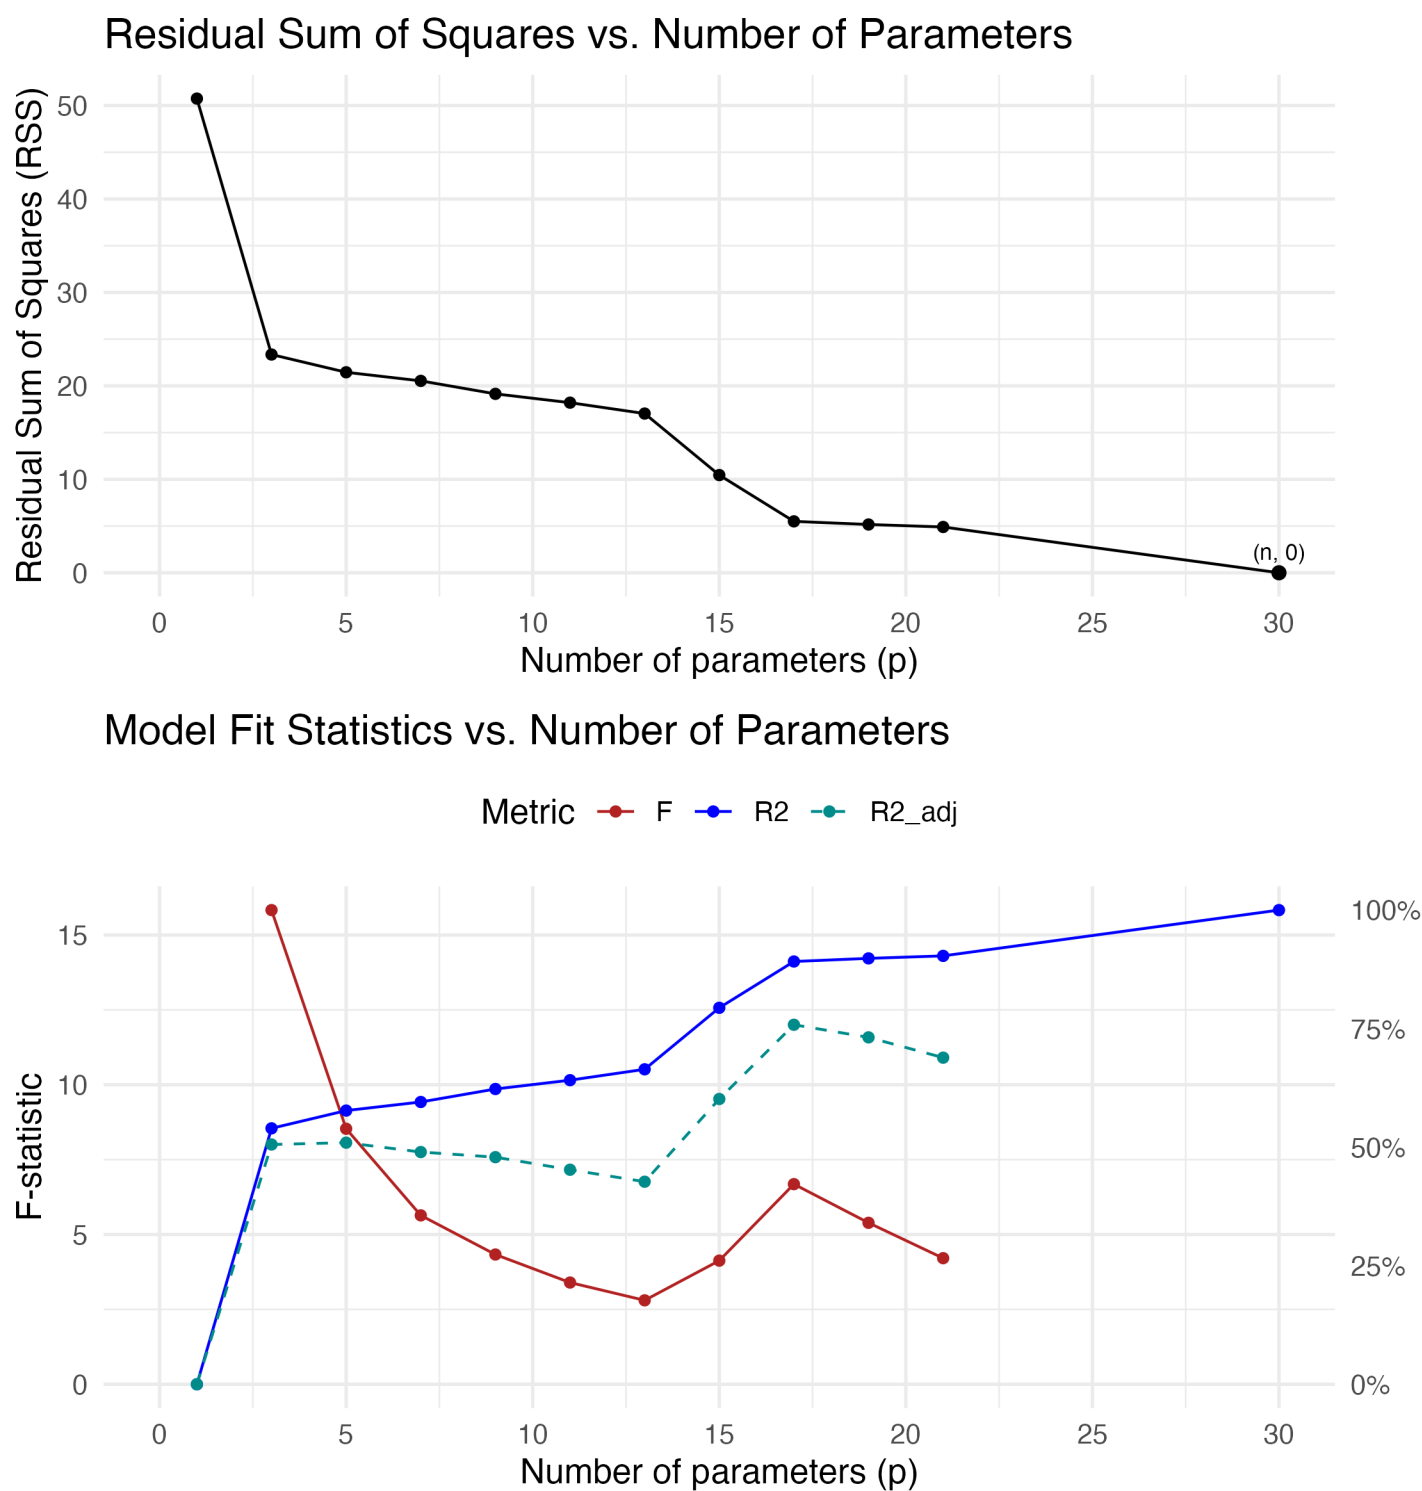 Residual Sum of Squares vs. Number of Parameters
Residual Sum of Squares (RSS)
50
40
30
20
10
0
(n, 0)
0 5 10 15 20 25 30
Number of parameters (p)
Model Fit Statistics vs. Number of Parameters
Metric F R2 R2_adj
F-statistic
15
10
5
0
100%
75%
50%
25%
0%
0 5 10 15 20 25 30
Number of parameters (p)